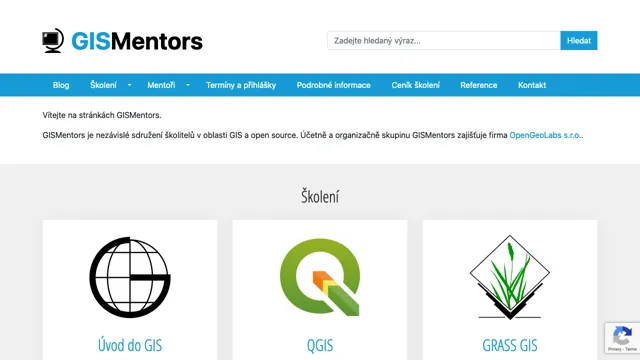 GISMentors
Zadejte hledaný výraz...
Hledat
Blog Školení Mentoři Termíny a přihlášky Podrobné informace Ceník školení Reference Kontakt
Vítejte na stránkách GISMentors.
GISMentors je nezávislé sdružení školitelů v oblasti GIS a open source. Účetně a organizačně skupinu GISMentors zajišťuje firma OpenGeoLabs s.r.o..
Školení
Úvod do GIS
QGIS
GRASS GIS
Privacy - Terms